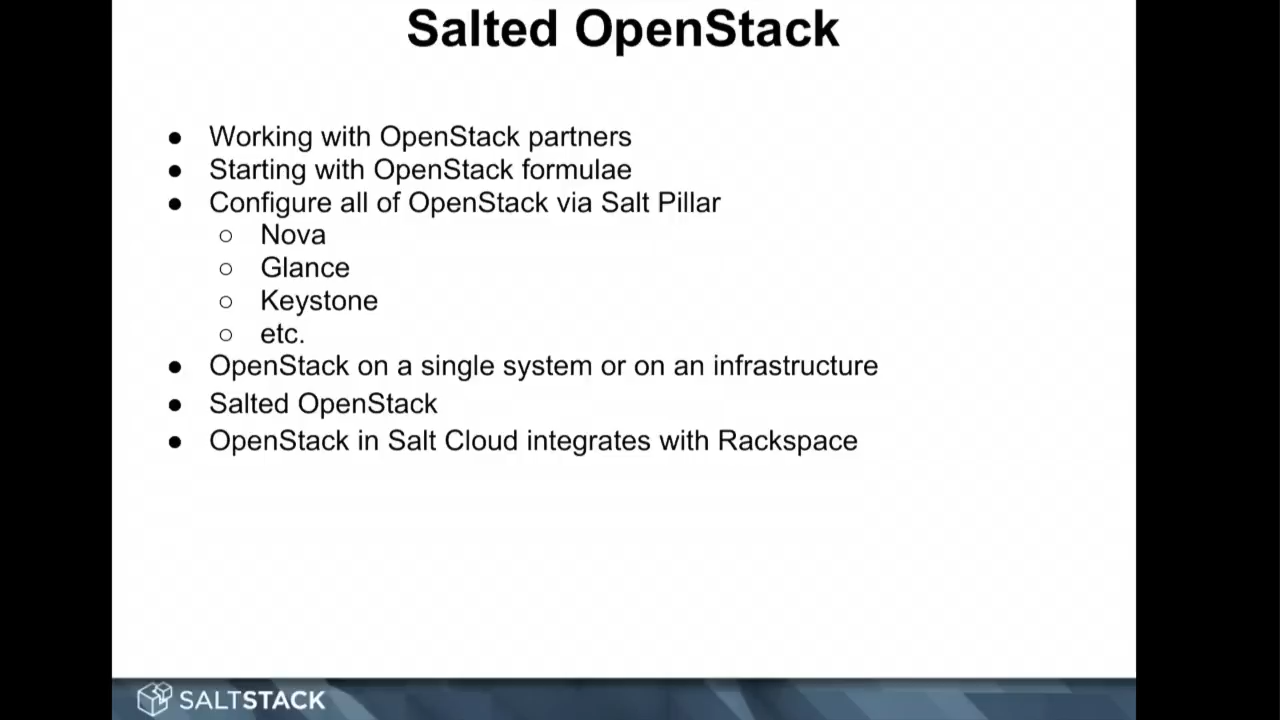 Salted OpenStack
● Working with OpenStack partners
● Starting with OpenStack formulae
● Configure all of OpenStack via Salt Pillar
○ Nova
○ Glance
○ Keystone
○ etc.
● OpenStack on a single system or on an infrastructure
● Salted OpenStack
● OpenStack in Salt Cloud integrates with Rackspace
SALTSTACK